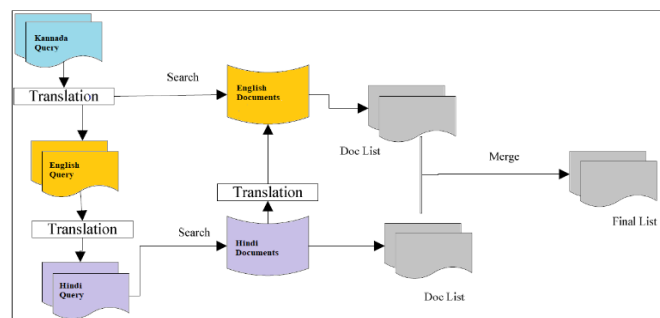 Kannada
Query
Translation
Search
English
Documents
Doc List
English
Query
Merge
Translation
Translation
Final List
Search
Hindi
Query
Hindi
Documents
Doc List